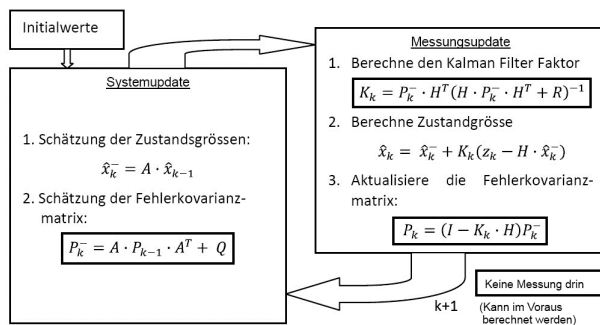 Initialwerte
Systemupdate
1. Schätzung der Zustandsgrössen:
x̂ₖ⁻ = A · x̂ₖ₋₁
2. Schätzung der Fehlerkovarianz-
matrix:
Pₖ⁻ = A · Pₖ₋₁ · Aᵀ + Q
Messungsupdate
1. Berechne den Kalman Filter Faktor
Kₖ = Pₖ⁻ · Hᵀ(H · Pₖ⁻ · Hᵀ + R)⁻¹
2. Berechne Zustandgrösse
x̂ₖ = x̂ₖ⁻ + Kₖ(zₖ − H · x̂ₖ⁻)
3. Aktualisiere die Fehlerkovarianz-
matrix:
Pₖ = (I − Kₖ · H)Pₖ⁻
k+1
Keine Messung drin
(Kann im Voraus
berechnet werden)